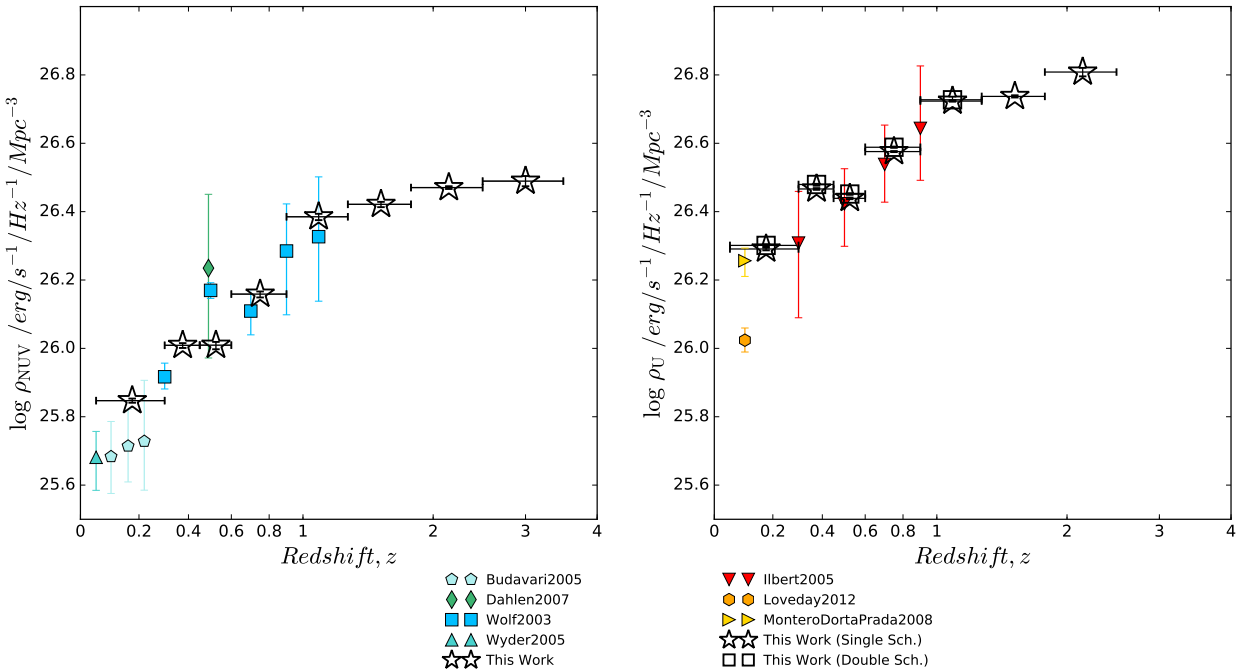 log ρNUV /erg/s−1/Hz−1/Mpc−3
26.8
26.6
26.4
26.2
26.0
25.8
25.6
0 0.2 0.4 0.6 0.8 1 2 3 4
Redshift, z
Budavari2005
Dahlen2007
Wolf2003
Wyder2005
This Work
log ρU /erg/s−1/Hz−1/Mpc−3
26.8
26.6
26.4
26.2
26.0
25.8
25.6
0 0.2 0.4 0.6 0.8 1 2 3 4
Redshift, z
Ilbert2005
Loveday2012
MonteroDortaPrada2008
This Work (Single Sch.)
This Work (Double Sch.)